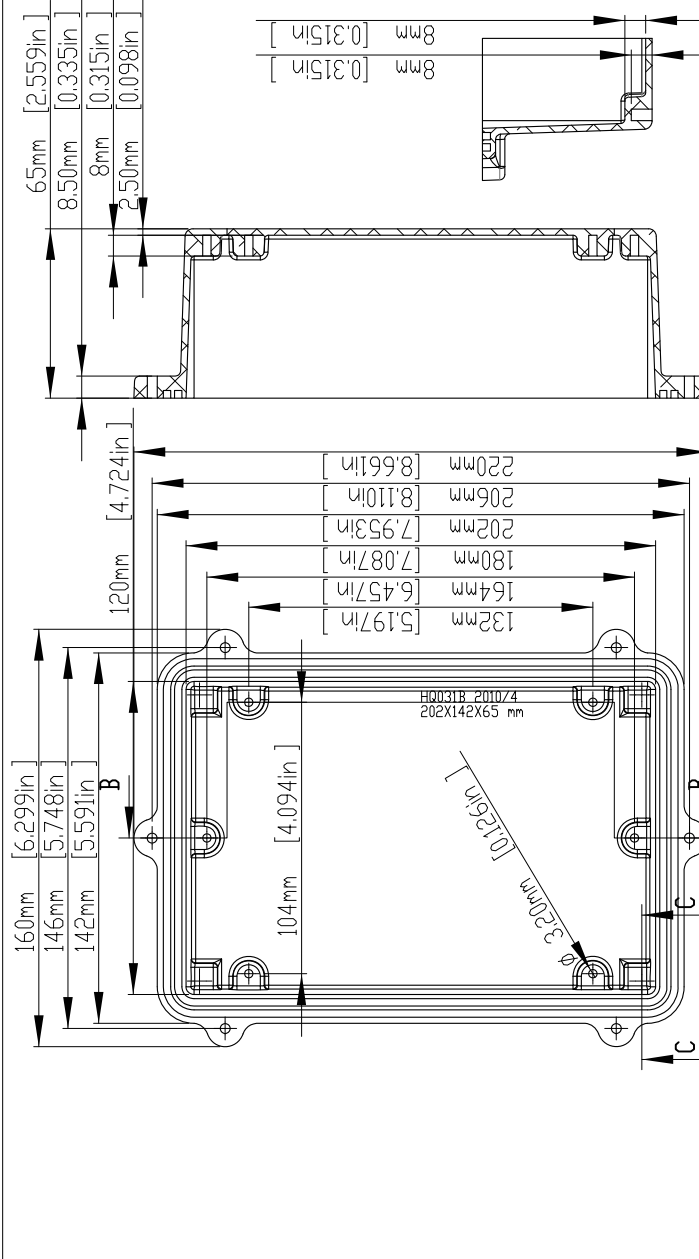 65mm [2.559in]
8.50mm [0.335in]
8mm [0.315in]
2.50mm [0.098in]
8mm [0.315in ]
8mm [0.315in ]
120mm [4.724in ]
220mm [8.661in ]
206mm [8.110in ]
202mm [7.953in ]
180mm [7.087in ]
164mm [6.457in ]
132mm [5.197in ]
160mm [6.299in]
146mm [5.748in]
142mm [5.591in]
B
HQ031B 2010/4
202X142X65 mm
104mm [4.094in ]
Ø 3.20mm [0.126in ]
B
C
C